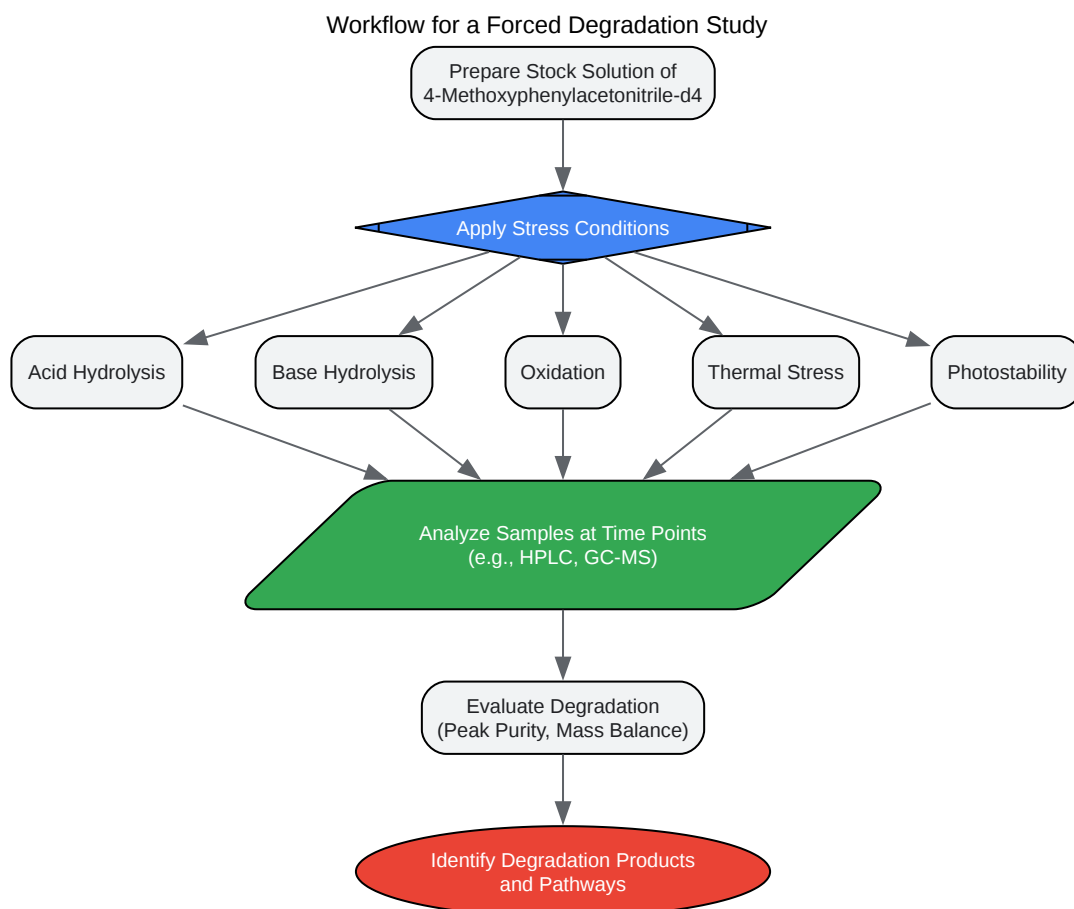 Workflow for a Forced Degradation Study
Prepare Stock Solution of
4-Methoxyphenylacetonitrile-d4
Apply Stress Conditions
Acid Hydrolysis
Base Hydrolysis
Oxidation
Thermal Stress
Photostability
Analyze Samples at Time Points
(e.g., HPLC, GC-MS)
Evaluate Degradation
(Peak Purity, Mass Balance)
Identify Degradation Products
and Pathways